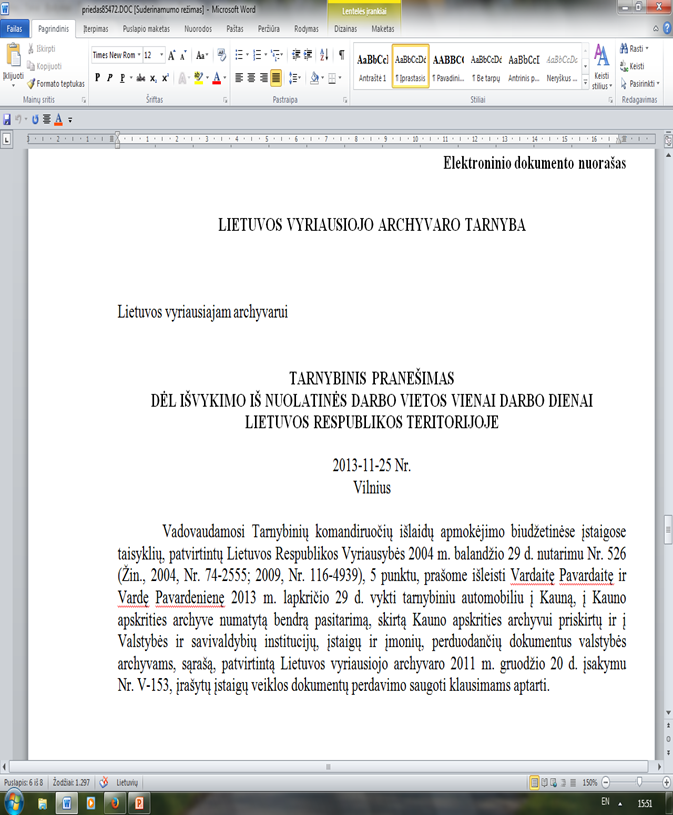 priedas85472.DOC [Suderinamumo režimas] - Microsoft Word
Lentelės įrankiai
Failas Pagrindinis Įterpimas Puslapio maketas Nuorodos Paštas Peržiūra Rodymas Dizainas Maketas
Įklijuoti
Iškirpti
Kopijuoti
Formato teptukas
Mainų sritis
Times New Rom 12
Šriftas
Pastraipa
AaBbCcI AaBbCcDc AaBbCc AaBbCcDc AaBbCcI AaBbCcDc
Antraštė 1 ¶ Įprastasis ¶ Pavadini... ¶ Be tarpų Antrinis p... Neryškus ...
Stiliai
Keisti stilius
Rasti
Keisti
Pasirinkti
Redagavimas
Elektroninio dokumento nuorašas
LIETUVOS VYRIAUSIOJO ARCHYVARO TARNYBA
Lietuvos vyriausiajam archyvarui
TARNYBINIS PRANEŠIMAS
DĖL IŠVYKIMO IŠ NUOLATINĖS DARBO VIETOS VIENAI DARBO DIENAI
LIETUVOS RESPUBLIKOS TERITORIJOJE
2013-11-25 Nr.
Vilnius
Vadovaudamosi Tarnybinių komandiruočių išlaidų apmokėjimo biudžetinėse įstaigose
taisyklių, patvirtintų Lietuvos Respublikos Vyriausybės 2004 m. balandžio 29 d. nutarimu Nr. 526
(Žin., 2004, Nr. 74-2555; 2009, Nr. 116-4939), 5 punktu, prašome išleisti Vardaitę Pavardaitę ir
Vardę Pavardenienę 2013 m. lapkričio 29 d. vykti tarnybiniu automobiliu į Kauną, į Kauno
apskrities archyve numatytą bendrą pasitarimą, skirtą Kauno apskrities archyvui priskirtų ir į
Valstybės ir savivaldybių institucijų, įstaigų ir įmonių, perduodančių dokumentus valstybės
archyvams, sąrašą, patvirtintą Lietuvos vyriausiojo archyvaro 2011 m. gruodžio 20 d. įsakymu
Nr. V-153, įrašytų įstaigų veiklos dokumentų perdavimo saugoti klausimams aptarti.
Puslapis: 6 iš 8 Žodžiai: 1.297 Lietuvių 150%
EN 15:51